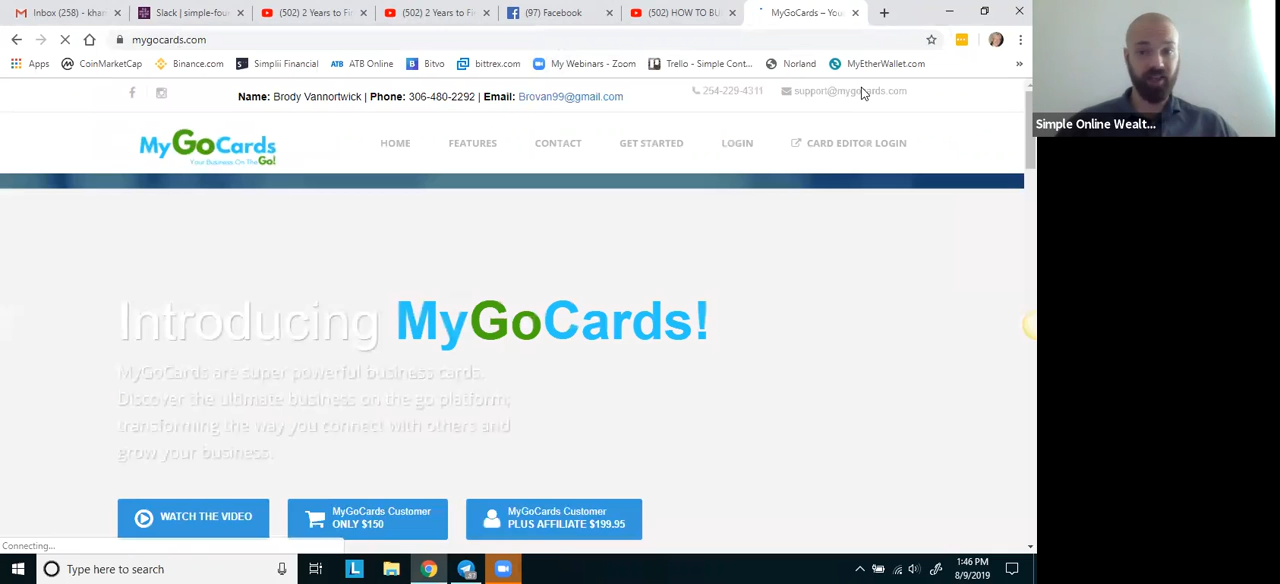 Inbox (258) - khan
Slack | simple-fou
(502) 2 Years to Fi
(502) 2 Years to Fi
(97) Facebook
(502) HOW TO BU
MyGoCards – You
mygocards.com
Apps
CoinMarketCap
Binance.com
Simplii Financial
ATB ATB Online
Bitvo
bittrex.com
My Webinars - Zoom
Trello - Simple Cont...
Norland
MyEtherWallet.com
»
Name: Brody Vannortwick | Phone: 306-480-2292 | Email: Brovan99@gmail.com
254-229-4311
support@mygocards.com
MyGoCards
Your Business On The Go!
HOME
FEATURES
CONTACT
GET STARTED
LOGIN
CARD EDITOR LOGIN
Introducing MyGoCards!
MyGoCards are super powerful business cards.
Discover the ultimate business on the go platform,
transforming the way you connect with others and
grow your business.
WATCH THE VIDEO
MyGoCards Customer
ONLY $150
MyGoCards Customer
PLUS AFFILIATE $199.95
Connecting...
Type here to search
L
1:46 PM
8/9/2019
Simple Online Wealt...